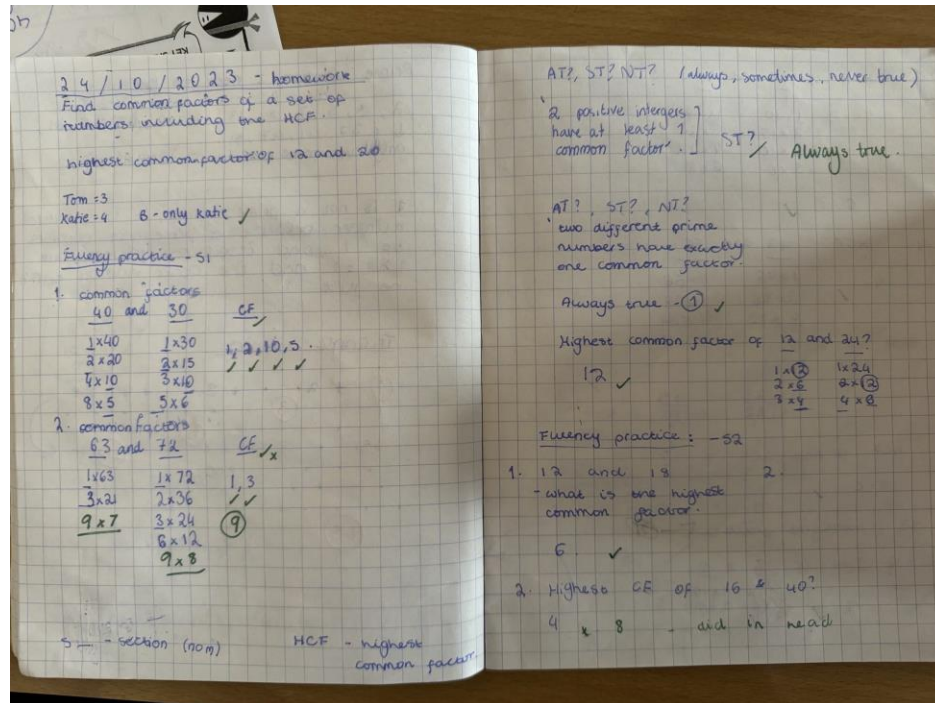 24/10/2023 - homework
Find common factors of a set of
numbers including the HCF.
highest common factor of 12 and 20
Tom = 3
Katie = 4 B - only Katie ✓
Fluency practice - S1
1. common factors
40 and 30 CF ✓
1x40 1x30 1, 2, 10, 5.
2x20 2x15 ✓ ✓ ✓ ✓
4x10 3x10
8x5 5x6
2. common factors
63 and 72 CF ✓x
1x63 1x72 1, 3
3x21 2x36 ✓✓
9x7 3x24 9
6x12
9x8
S__ - section (nom) HCF - highest
common factor.
AT?, ST? NT? (always, sometimes, never true)
'2 positive intergers
have at least 1
common factor'. ST? Always true.
AT?, ST?, NT?
'two different prime
numbers have exactly
one common factor.
Always true - 1 ✓
Highest common factor of 12 and 24?
12 ✓ 1x12 1x24
2x6 2x12
3x4 4x6
Fluency practice: - S2
1. 12 and 18 2.
- what is the highest
common factor.
6. ✓
2. Highest CF of 16 & 40?
4 x 8 - did in head